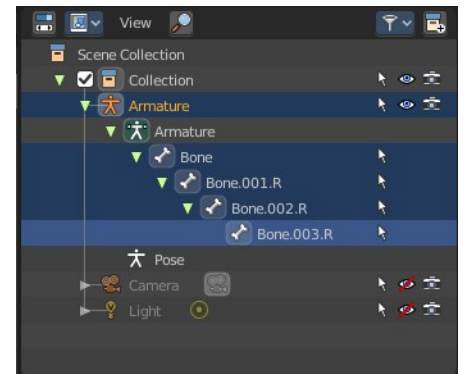 View
Scene Collection
Collection
Armature
Armature
Bone
Bone.001.R
Bone.002.R
Bone.003.R
Pose
Camera
Light